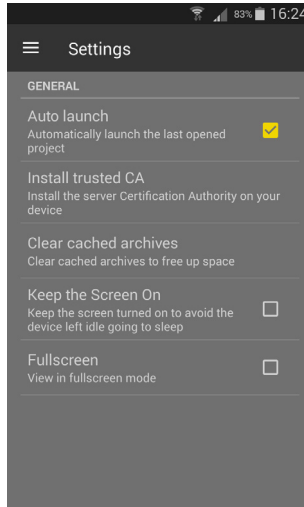 83% 16:24
Settings
GENERAL
Auto launch
Automatically launch the last opened
project
Install trusted CA
Install the server Certification Authority on your
device
Clear cached archives
Clear cached archives to free up space
Keep the Screen On
Keep the screen turned on to avoid the
device left idle going to sleep
Fullscreen
View in fullscreen mode